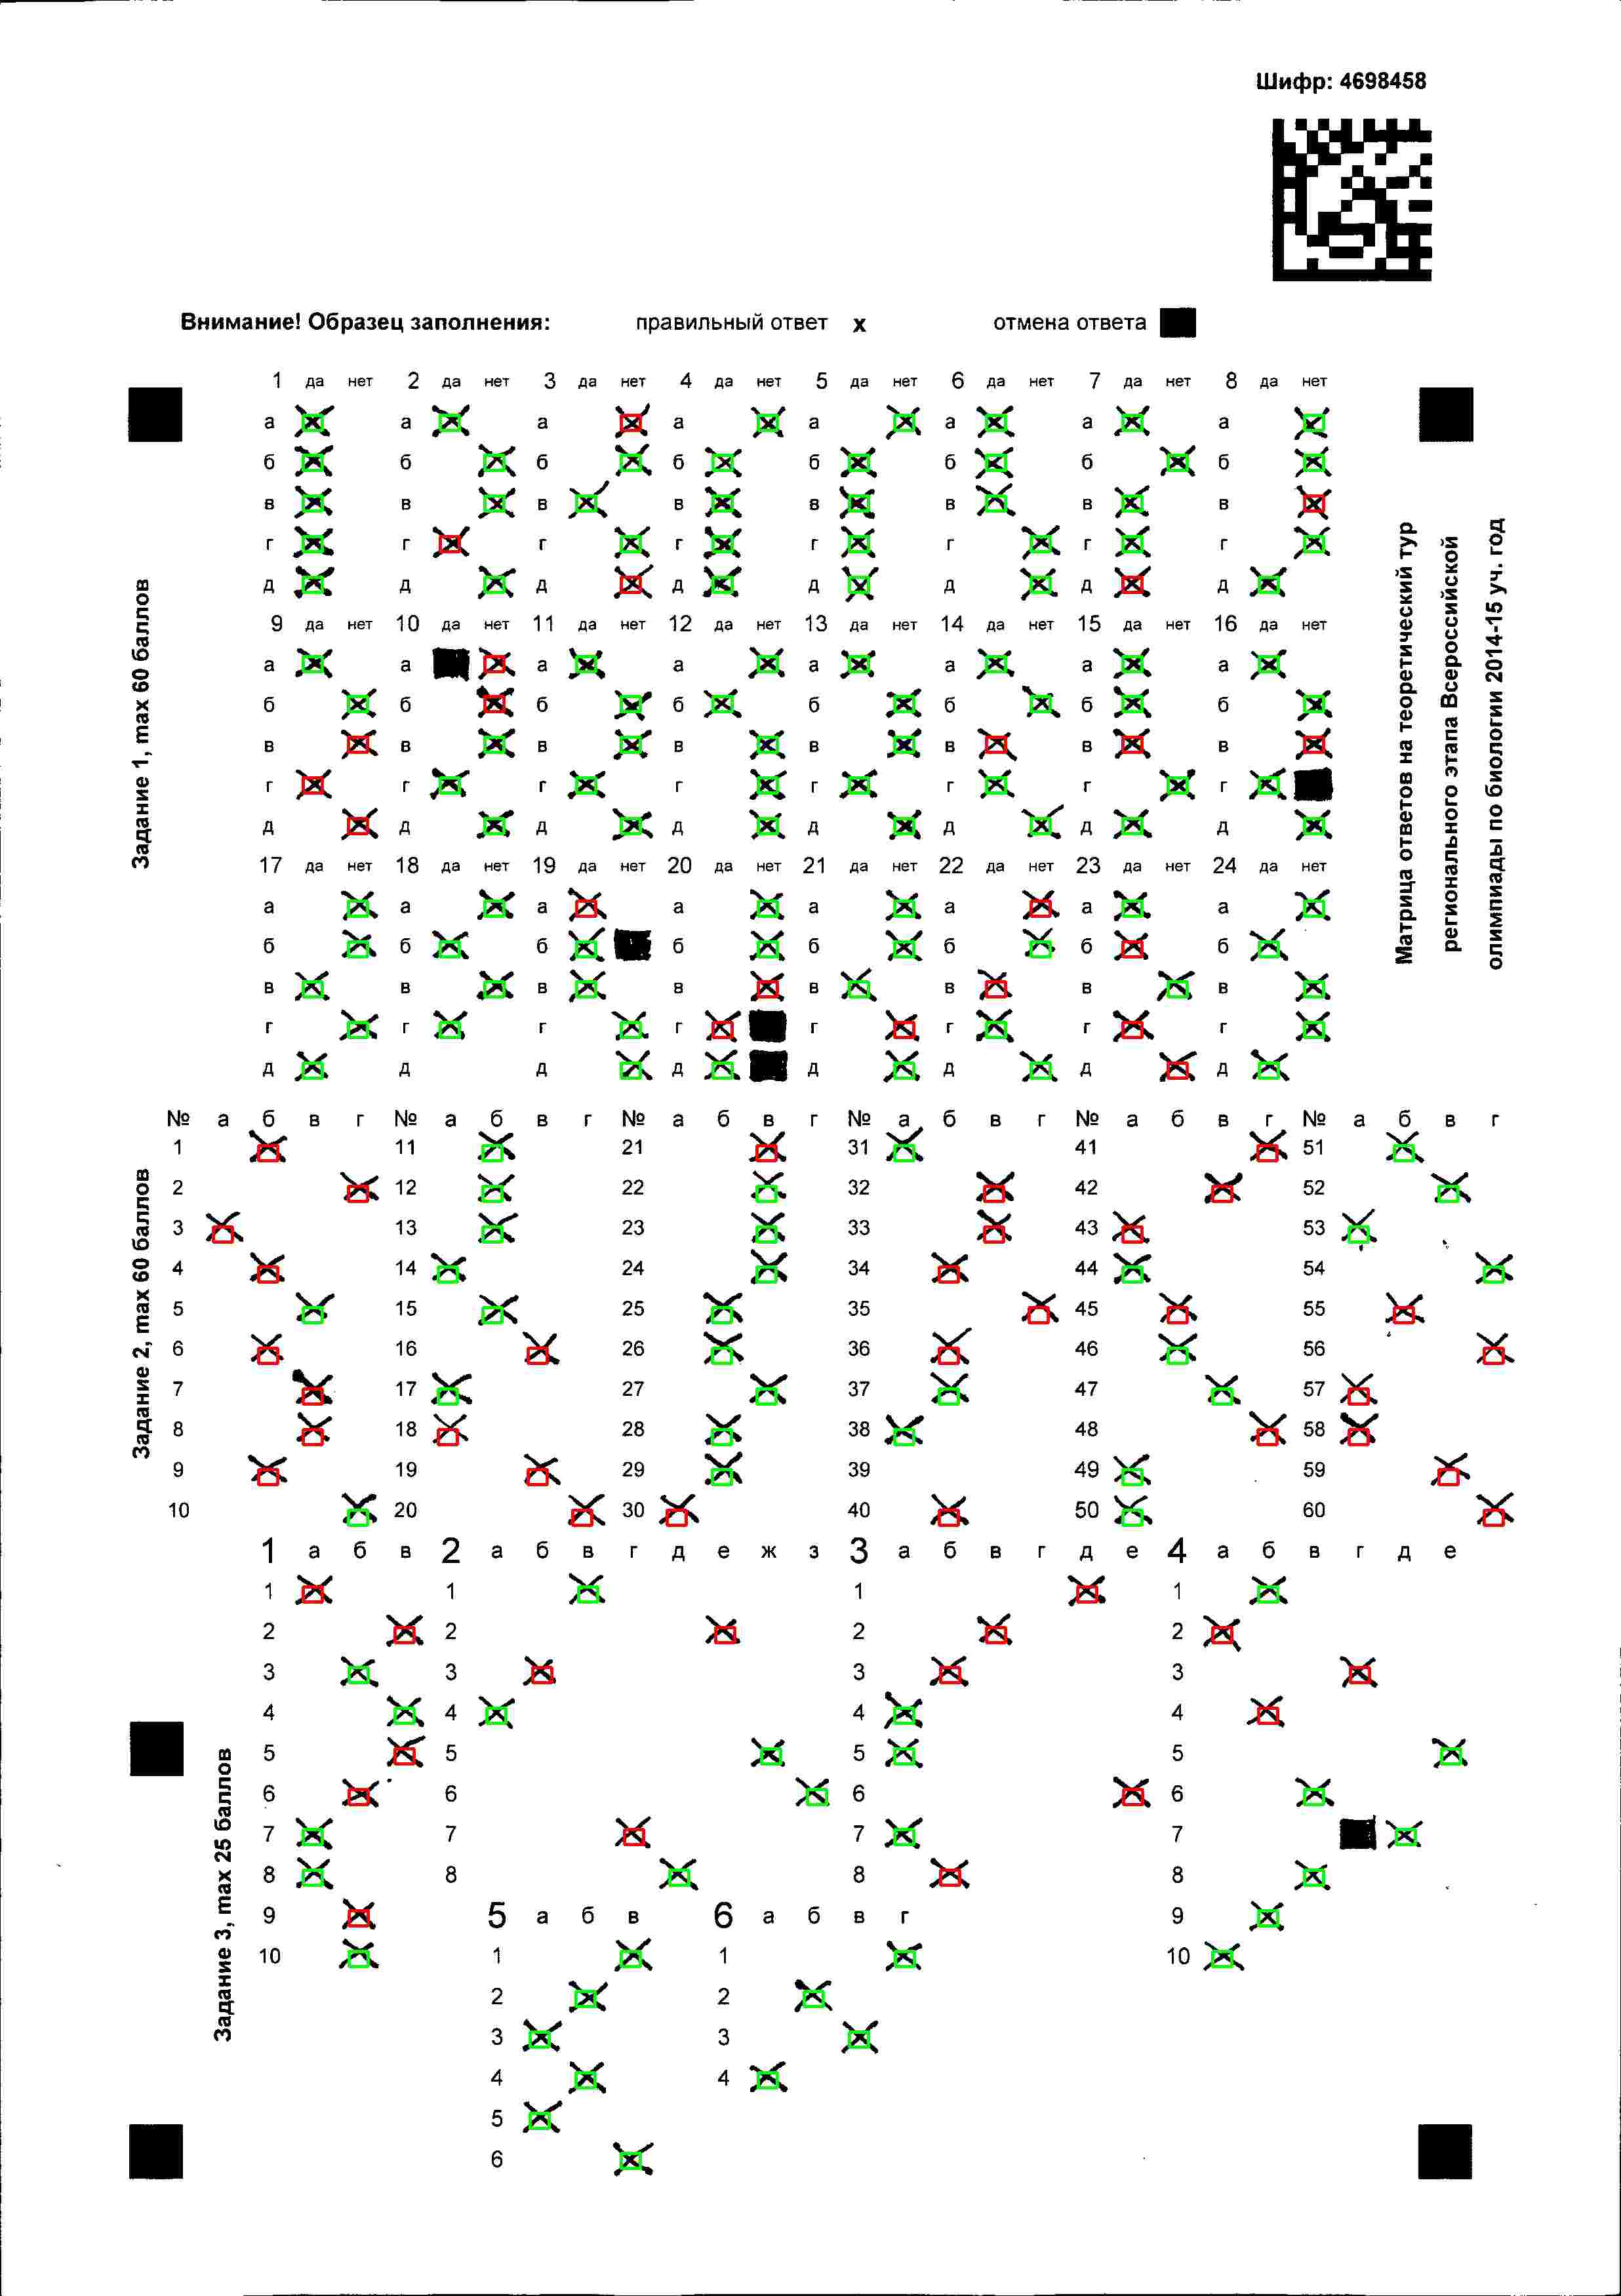 Шифр: 4698458
Внимание! Образец заполнения: правильный ответ x отмена ответа
Матрица ответов на теоретический тур
регионального этапа Всероссийской
олимпиады по биологии 2014-15 уч. год
Задание 1, max 60 баллов
1 да нет 2 да нет 3 да нет 4 да нет 5 да нет 6 да нет 7 да нет 8 да нет
а а а а а а а а
б б б б б б б б
в в в в в в в в
г г г г г г г г
д д д д д д д д
9 да нет 10 да нет 11 да нет 12 да нет 13 да нет 14 да нет 15 да нет 16 да нет
а а а а а а а а
б б б б б б б б
в в в в в в в в
г г г г г г г г
д д д д д д д д
17 да нет 18 да нет 19 да нет 20 да нет 21 да нет 22 да нет 23 да нет 24 да нет
а а а а а а а а
б б б б б б б б
в в в в в в в в
г г г г г г г г
д д д д д д д д
Задание 2, max 60 баллов
№ а б в г № а б в г № а б в г № а б в г № а б в г № а б в г
1 11 21 31 41 51
2 12 22 32 42 52
3 13 23 33 43 53
4 14 24 34 44 54
5 15 25 35 45 55
6 16 26 36 46 56
7 17 27 37 47 57
8 18 28 38 48 58
9 19 29 39 49 59
10 20 30 40 50 60
Задание 3, max 25 баллов
1 а б в 2 а б в г д е ж з 3 а б в г д е 4 а б в г д е
1 1 1 1
2 2 2 2
3 3 3 3
4 4 4 4
5 5 5 5
6 6 6 6
7 7 7 7
8 8 8 8
9 9
10 10
5 а б в 6 а б в г
1 1
2 2
3 3
4 4
5
6